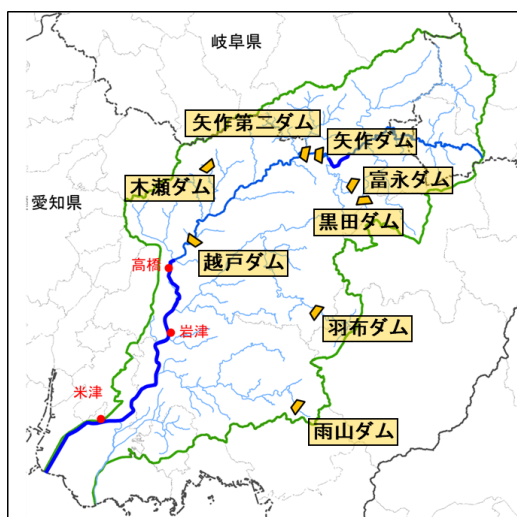 岐阜県
矢作第二ダム
矢作ダム
木瀬ダム
富永ダム
愛知県
黒田ダム
越戸ダム
高橋
羽布ダム
岩津
米津
雨山ダム